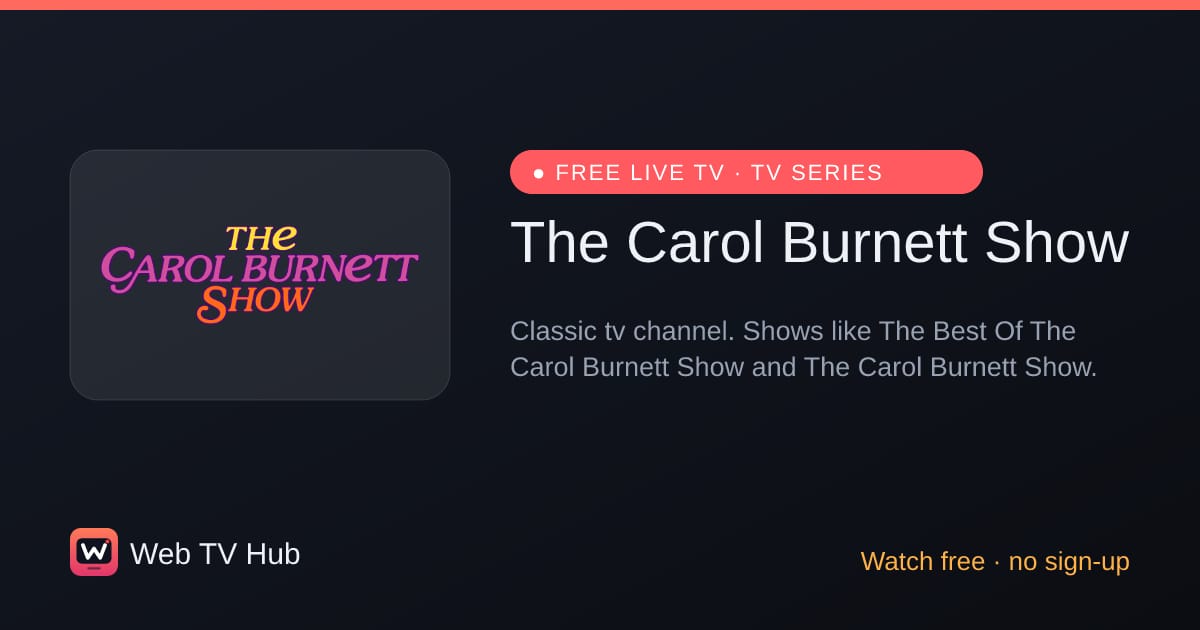 THE
CAROL BURNETT
SHOW
● FREE LIVE TV · TV SERIES
The Carol Burnett Show
Classic tv channel. Shows like The Best Of The
Carol Burnett Show and The Carol Burnett Show.
W
Web TV Hub
Watch free · no sign-up